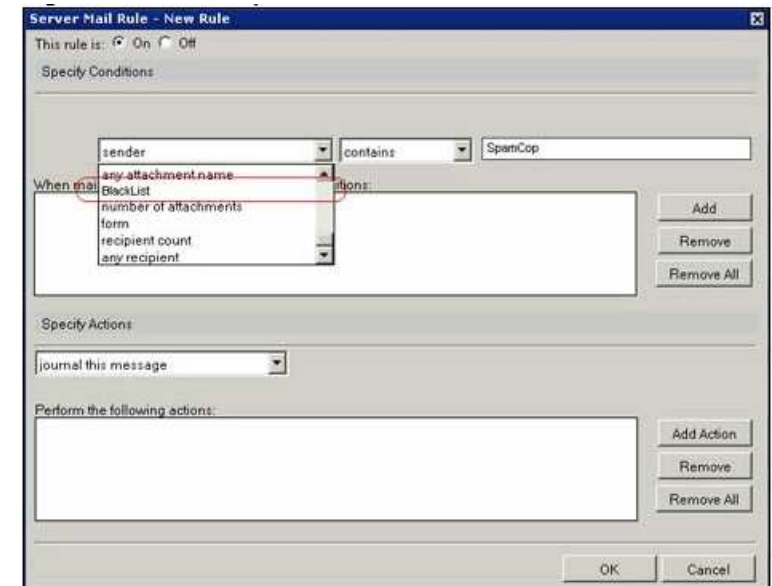 Server Mail Rule - New Rule
This rule is: On Off
Specify Conditions
sender contains SpamCop
any attachment name
When mai itions:
BlackList
number of attachments
form
recipient count
any recipient
Add
Remove
Remove All
Specify Actions
journal this message
Perform the following actions:
Add Action
Remove
Remove All
OK Cancel